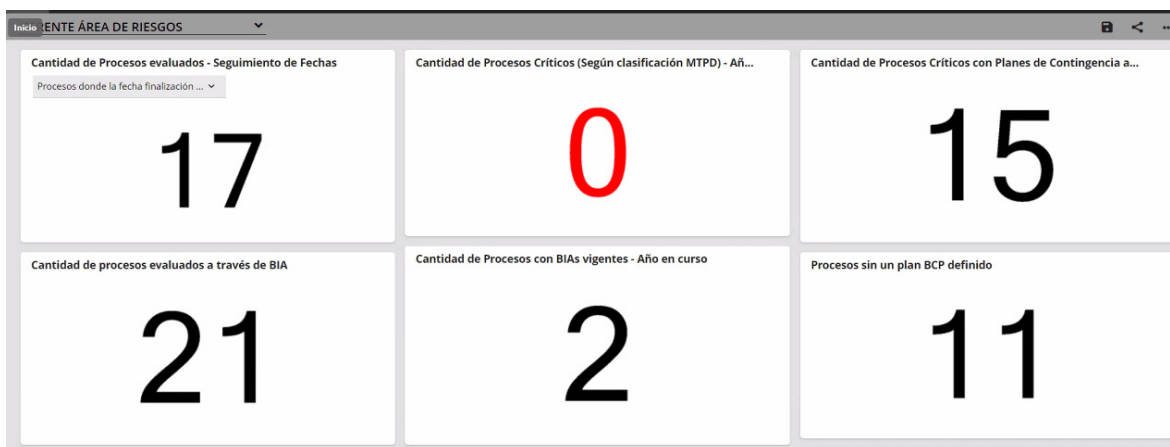 Inicio ENTE ÁREA DE RIESGOS
Cantidad de Procesos evaluados - Seguimiento de Fechas
Procesos donde la fecha finalización ...
17
Cantidad de Procesos Críticos (Según clasificación MTPD) - Añ...
0
Cantidad de Procesos Críticos con Planes de Contingencia a...
15
Cantidad de procesos evaluados a través de BIA
21
Cantidad de Procesos con BIAs vigentes - Año en curso
2
Procesos sin un plan BCP definido
11